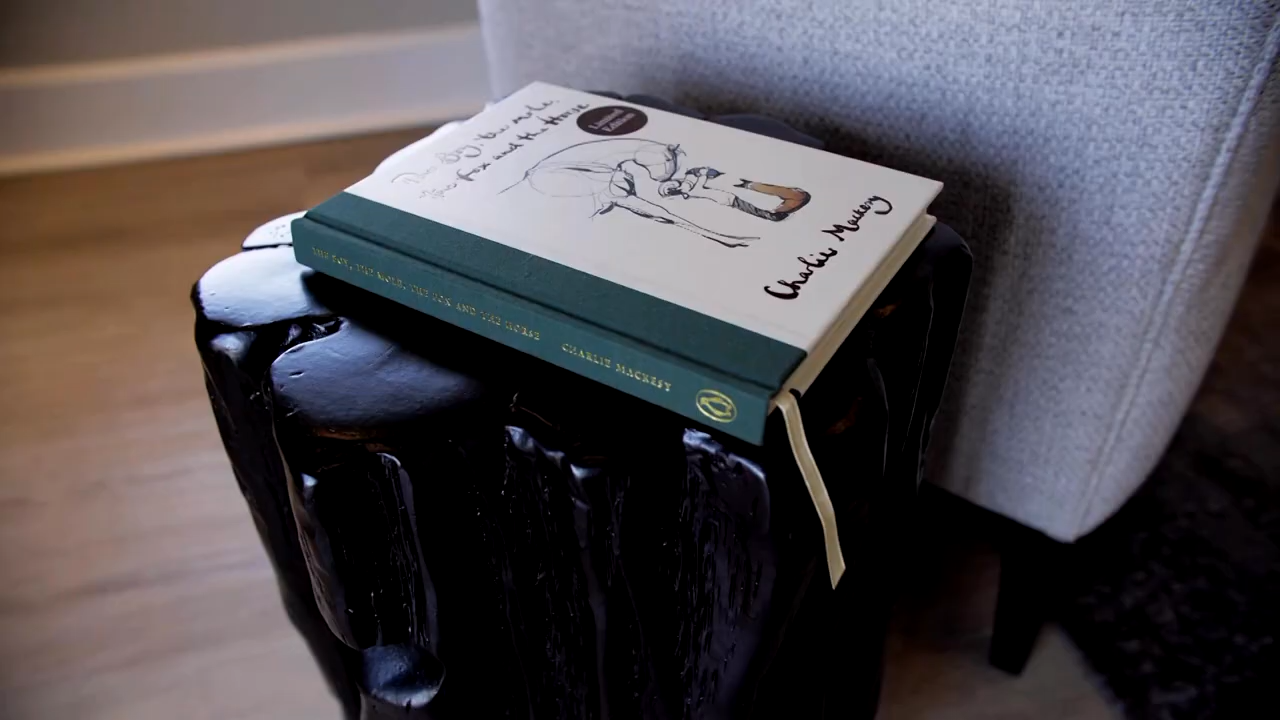 The Boy, the mole,
the Fox and the Horse
Limited
Edition
Charlie Mackesy
THE BOY, THE MOLE, THE FOX AND THE HORSE CHARLIE MACKESY